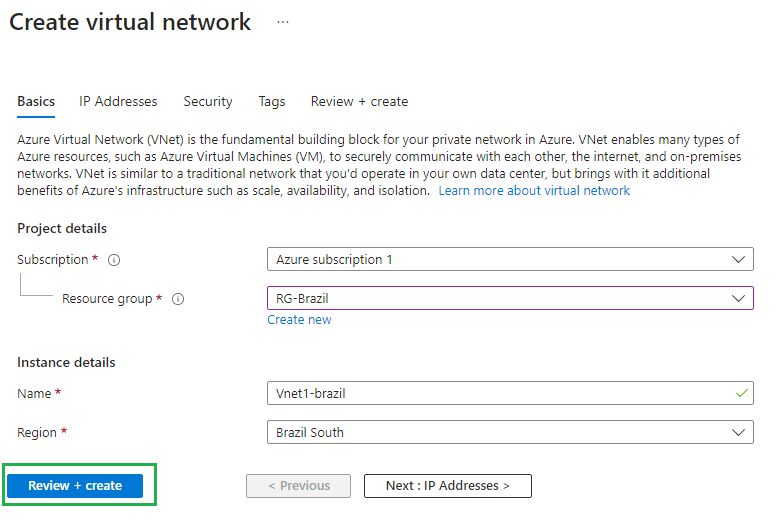 Create virtual network ...
Basics IP Addresses Security Tags Review + create
Azure Virtual Network (VNet) is the fundamental building block for your private network in Azure. VNet enables many types of
Azure resources, such as Azure Virtual Machines (VM), to securely communicate with each other, the internet, and on-premises
networks. VNet is similar to a traditional network that you'd operate in your own data center, but brings with it additional
benefits of Azure's infrastructure such as scale, availability, and isolation. Learn more about virtual network
Project details
Subscription * Azure subscription 1
Resource group * RG-Brazil
Create new
Instance details
Name * Vnet1-brazil
Region * Brazil South
Review + create < Previous Next : IP Addresses >